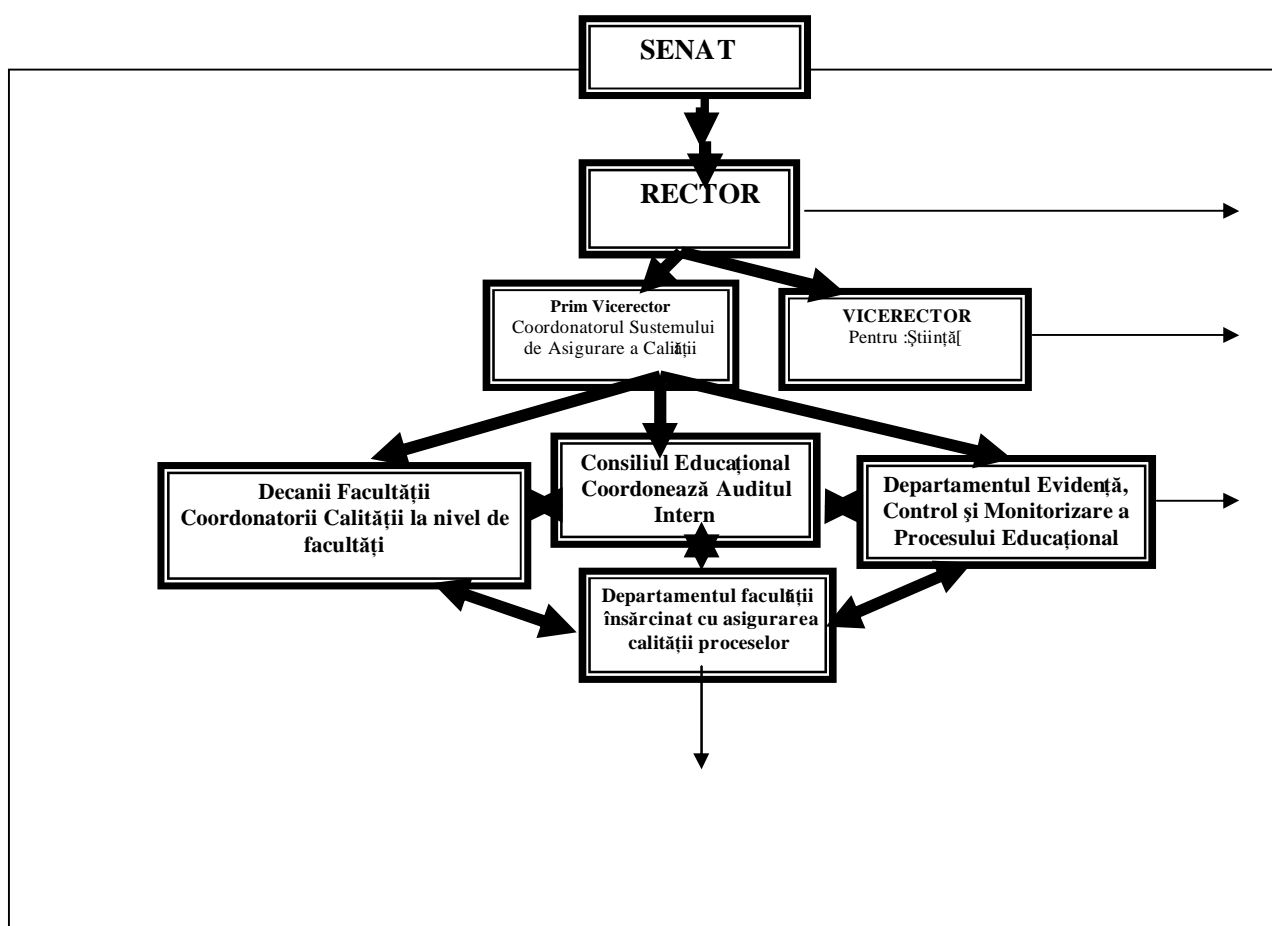 SENAT
RECTOR
Prim Vicerector
Coordonatorul Sustemului
de Asigurare a Calității
VICERECTOR
Pentru :Știință[
Decanii Facultății
Coordonatorii Calității la nivel de
facultăți
Consiliul Educațional
Coordonează Auditul
Intern
Departamentul Evidență,
Control și Monitorizare a
Procesului Educațional
Departamentul facultății
însărcinat cu asigurarea
calității proceselor